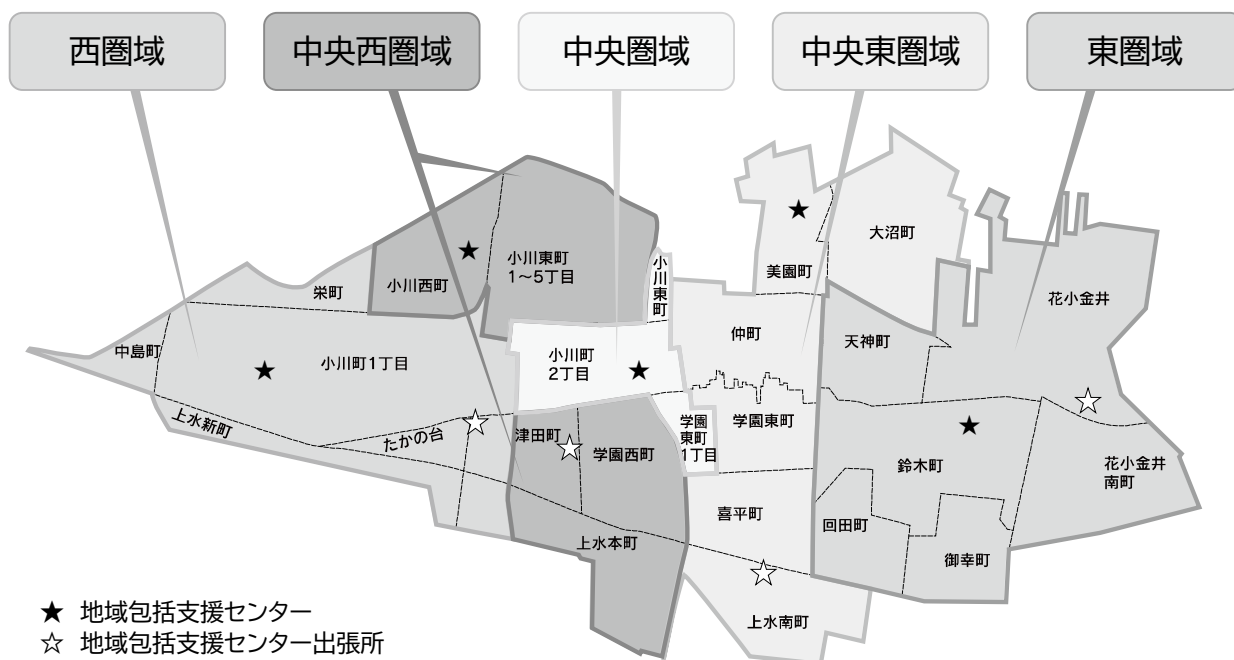 西圏域
中央西圏域
中央圏域
中央東圏域
東圏域
大沼町
美園町
小川東町
1～5丁目
小川西町
小川東町
花小金井
栄町
仲町
天神町
中島町
小川町1丁目
小川町
2丁目
上水新町
たかの台
津田町
学園西町
学園
東町
1丁目
学園東町
鈴木町
花小金井
南町
喜平町
回田町
御幸町
上水本町
上水南町
★ 地域包括支援センター
☆ 地域包括支援センター出張所